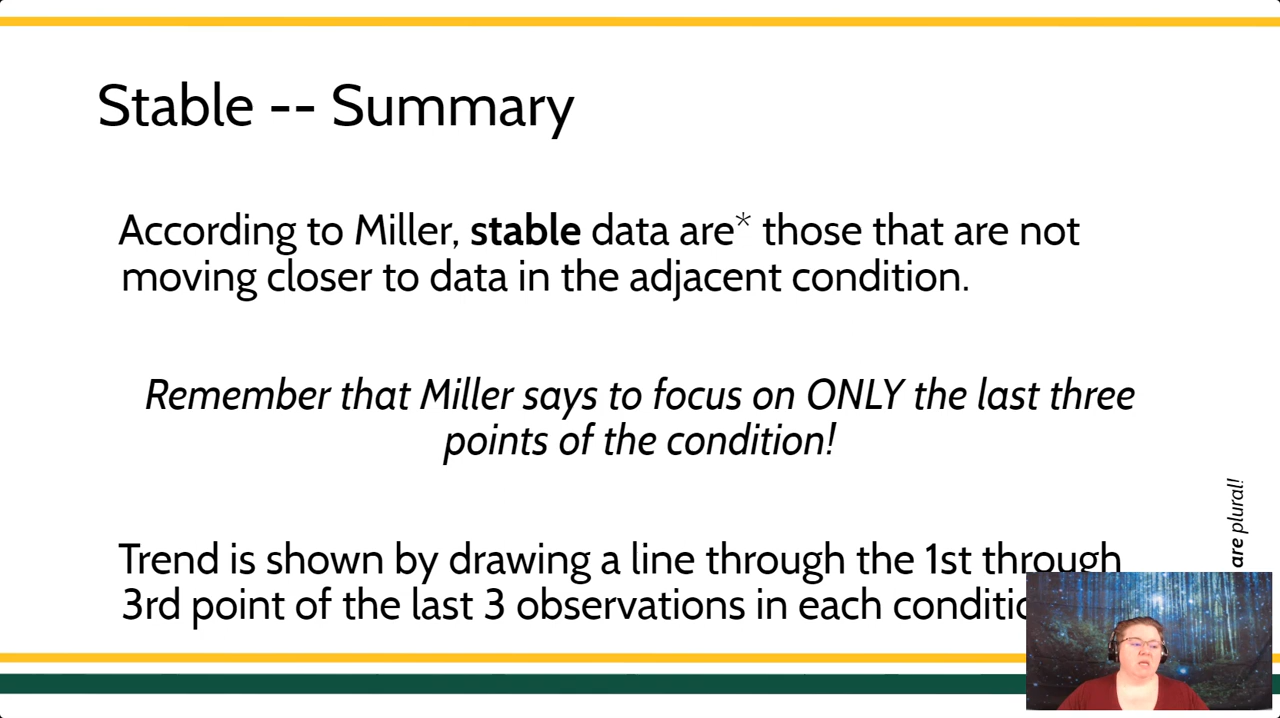 Stable -- Summary
According to Miller, stable data are* those that are not
moving closer to data in the adjacent condition.
Remember that Miller says to focus on ONLY the last three
points of the condition!
Trend is shown by drawing a line through the 1st through
3rd point of the last 3 observations in each
are plural!